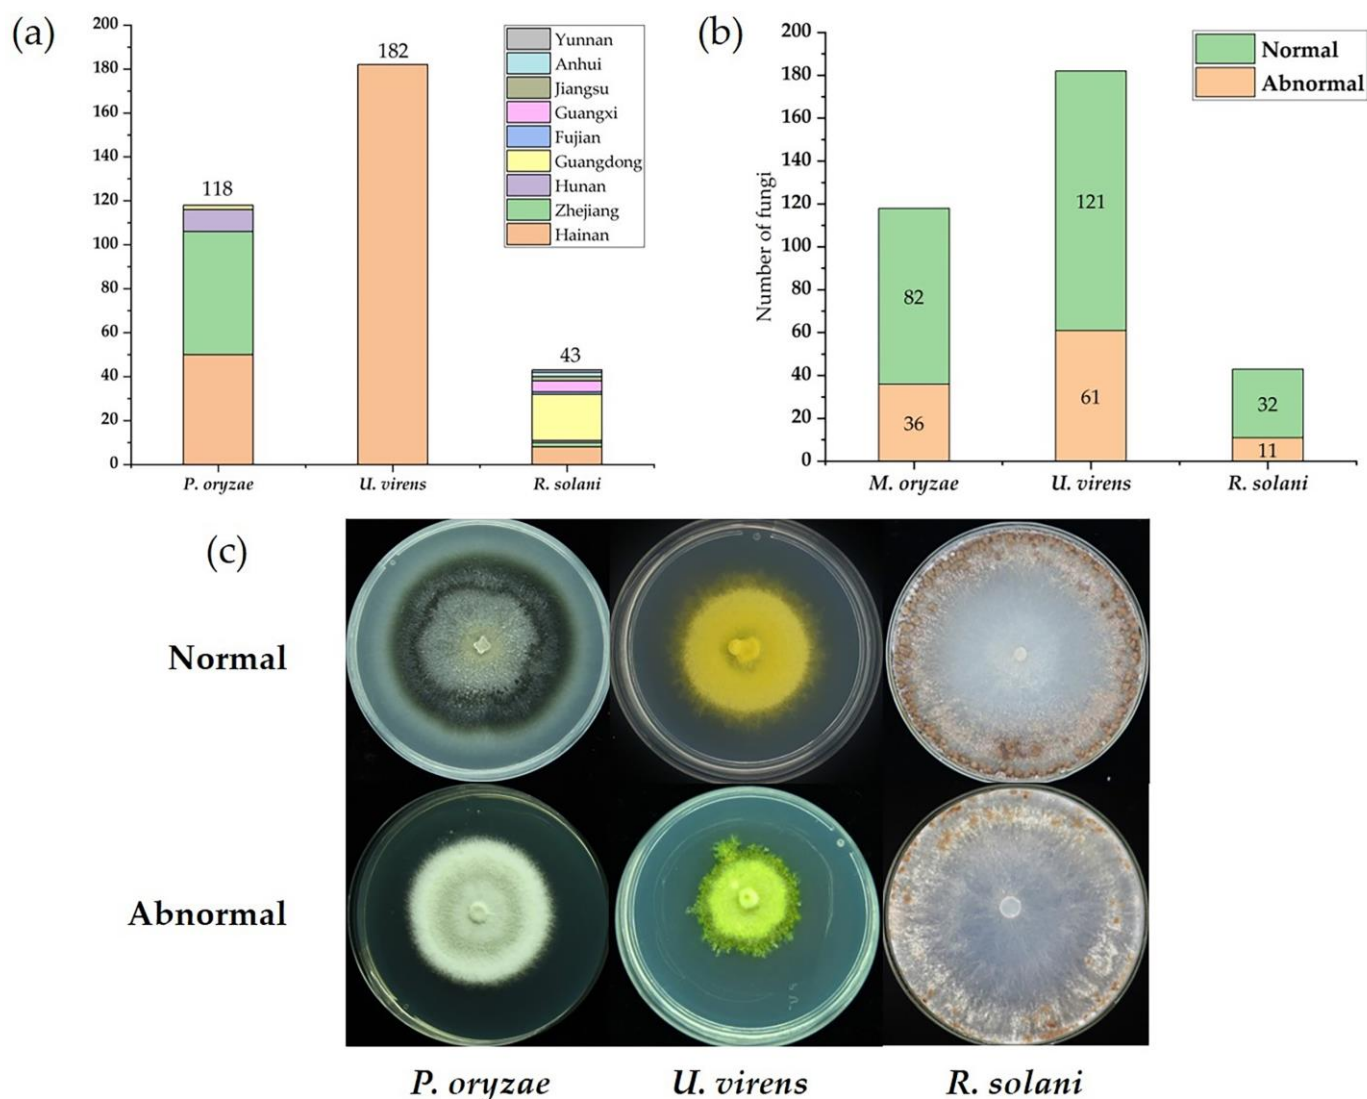 (a)
200
180
160
140
120
100
80
60
40
20
0
118
182
43
P. oryzae
U. virens
R. solani
Yunnan
Anhui
Jiangsu
Guangxi
Fujian
Guangdong
Hunan
Zhejiang
Hainan
(b)
Number of fungi
200
180
160
140
120
100
80
60
40
20
0
82
36
121
61
32
11
M. oryzae
U. virens
R. solani
Normal
Abnormal
(c)
Normal
Abnormal
P. oryzae
U. virens
R. solani